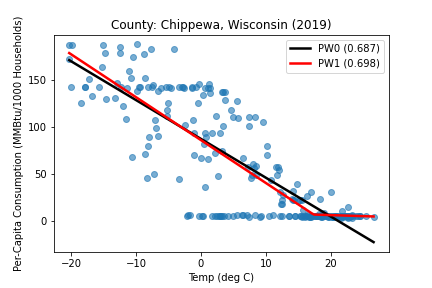 County: Chippewa, Wisconsin (2019)
PW0 (0.687)
PW1 (0.698)
Per-Capita Consumption (MMBtu/1000 Households)
150
100
50
0
−20
−10
0
10
20
Temp (deg C)